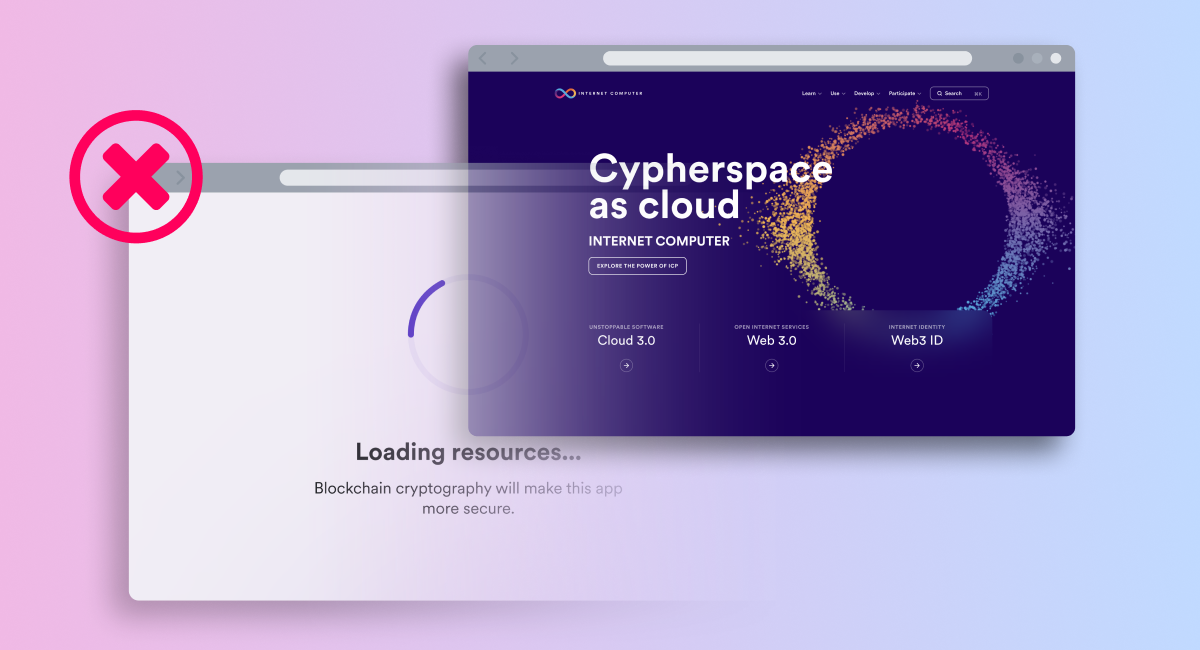 INTERNET COMPUTER
Learn Use Develop Participate Search ⌘K
Cypherspace
as cloud
INTERNET COMPUTER
EXPLORE THE POWER OF ICP
UNSTOPPABLE SOFTWARE
Cloud 3.0
OPEN INTERNET SERVICES
Web 3.0
INTERNET IDENTITY
Web3 ID
Loading resources...
Blockchain cryptography will make this app
more secure.